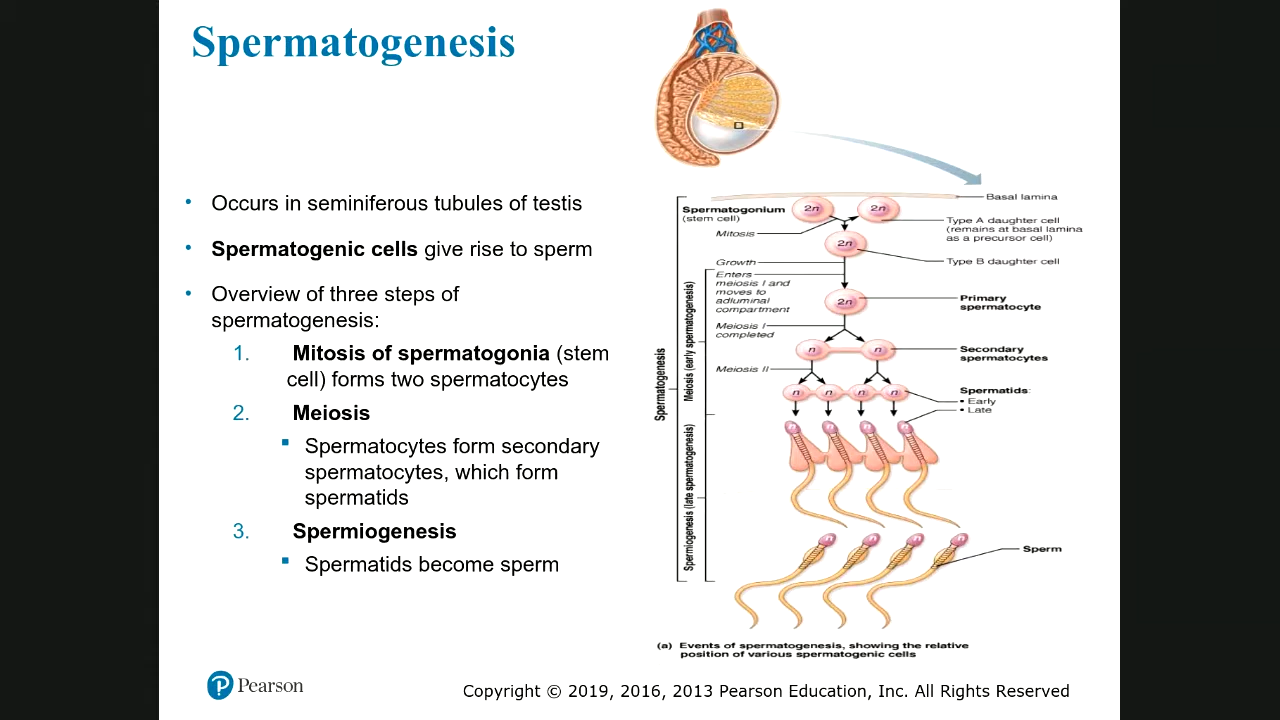 Spermatogenesis
• Occurs in seminiferous tubules of testis
• Spermatogenic cells give rise to sperm
• Overview of three steps of
spermatogenesis:
1. Mitosis of spermatogonia (stem
cell) forms two spermatocytes
2. Meiosis
▪ Spermatocytes form secondary
spermatocytes, which form
spermatids
3. Spermiogenesis
▪ Spermatids become sperm
Basal lamina
Spermatogonium
(stem cell)
2n
2n
Type A daughter cell
(remains at basal lamina
as a precursor cell)
Mitosis
2n
Type B daughter cell
Growth
Enters
meiosis I and
moves to
adluminal
compartment
2n
Primary
spermatocyte
Meiosis I
completed
n
n
Secondary
spermatocytes
Meiosis II
n
n
n
n
Spermatids:
• Early
• Late
Spermatogenesis
Meiosis (early spermatogenesis)
Spermiogenesis (late spermatogenesis)
n
n
n
n
n
n
n
n
Sperm
(a) Events of spermatogenesis, showing the relative
position of various spermatogenic cells
P Pearson
Copyright © 2019, 2016, 2013 Pearson Education, Inc. All Rights Reserved